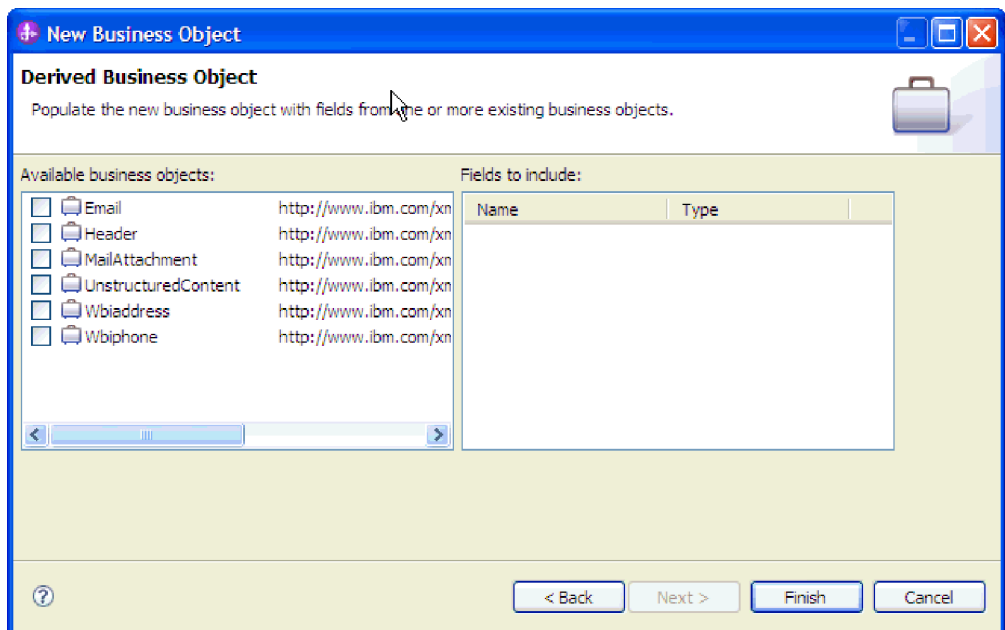 New Business Object
Derived Business Object
Populate the new business object with fields from one or more existing business objects.
Available business objects:
Fields to include:
Email http://www.ibm.com/xn
Header http://www.ibm.com/xn
MailAttachment http://www.ibm.com/xn
UnstructuredContent http://www.ibm.com/xn
Wbiaddress http://www.ibm.com/xn
Wbiphone http://www.ibm.com/xn
Name Type
< Back Next > Finish Cancel